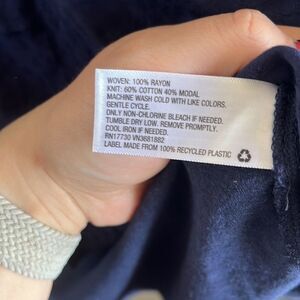 WOVEN: 100% RAYON
KNIT: 60% COTTON 40% MODAL
MACHINE WASH COLD WITH LIKE COLORS.
GENTLE CYCLE.
ONLY NON-CHLORINE BLEACH IF NEEDED.
TUMBLE DRY LOW. REMOVE PROMPTLY.
COOL IRON IF NEEDED.
RN17730 VN3881882
LABEL MADE FROM 100% RECYCLED PLASTIC